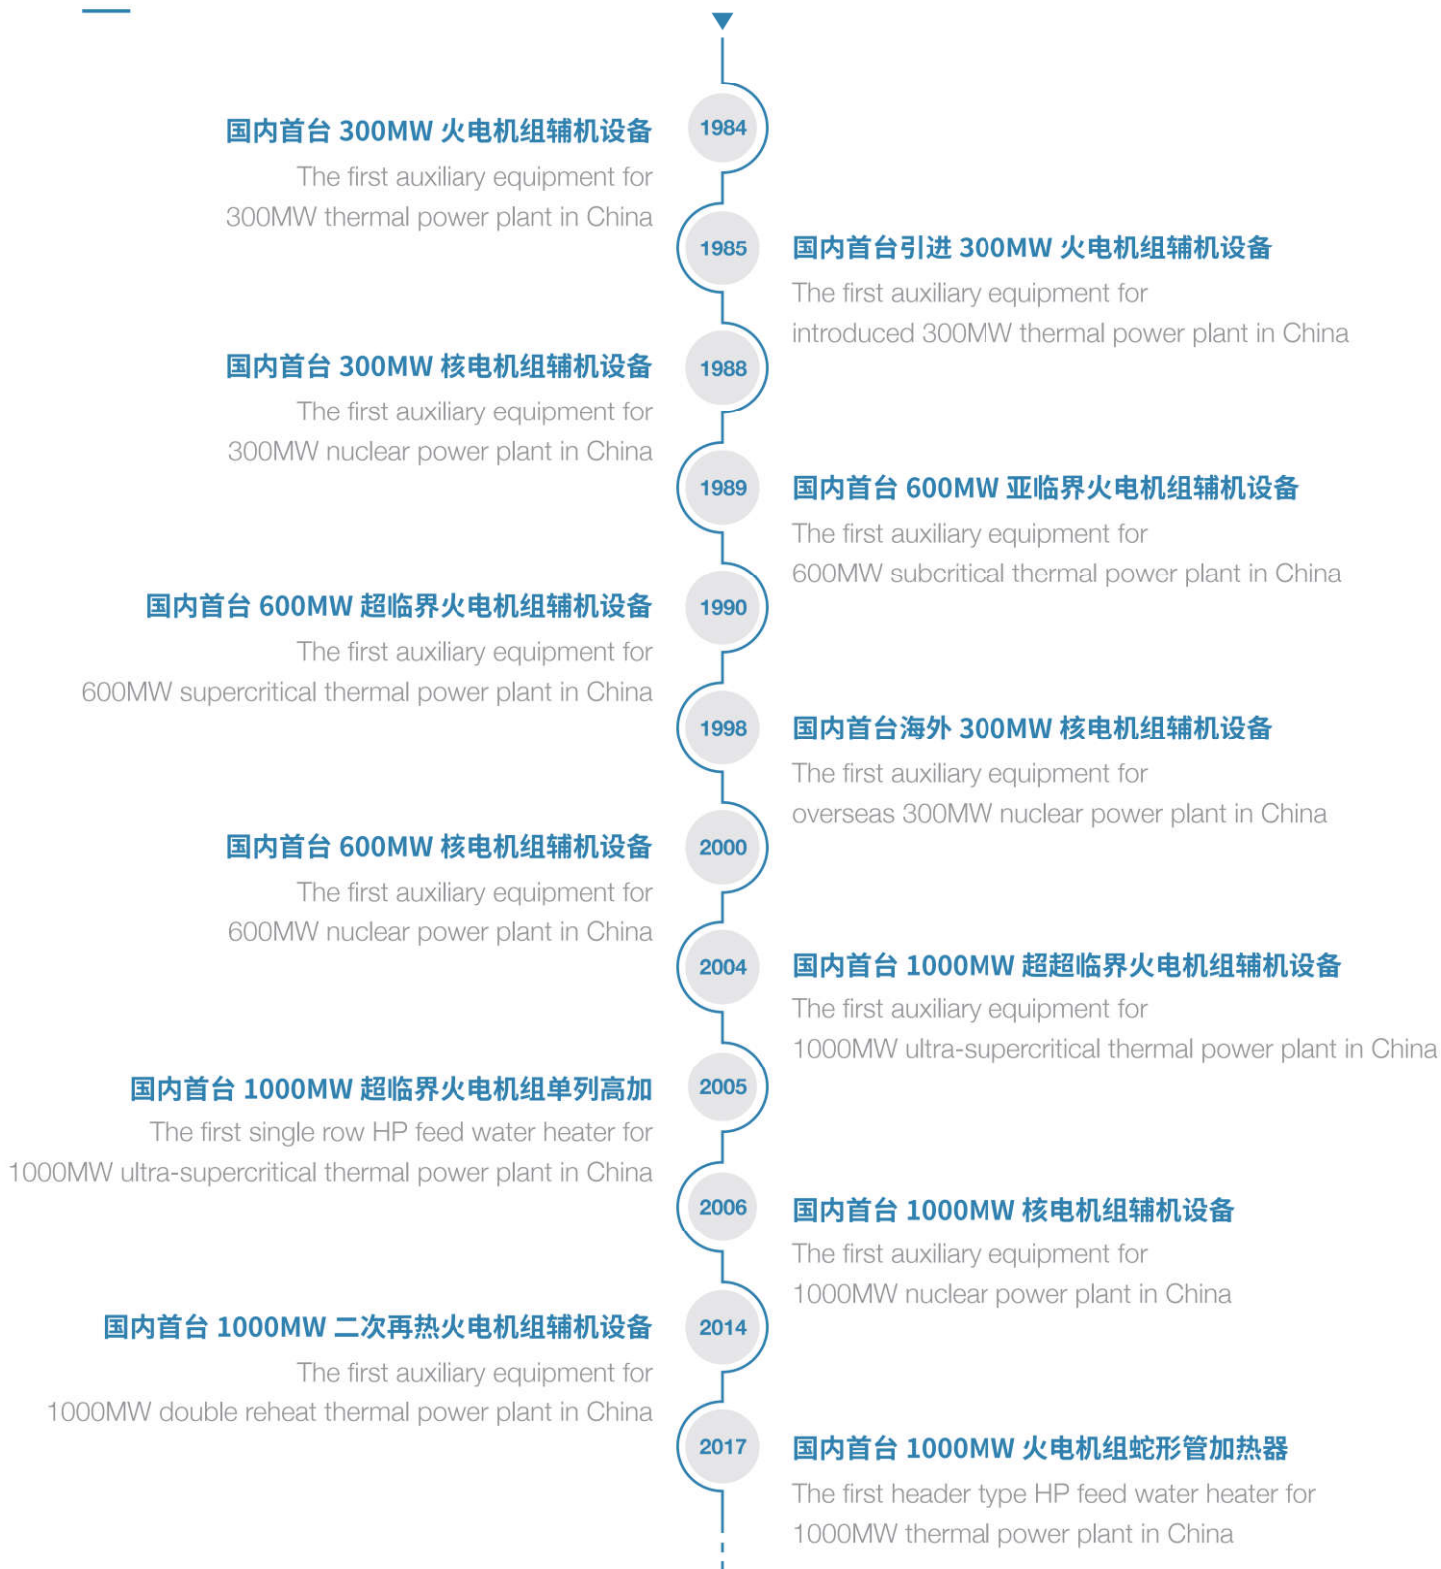 1984
国内首台 300MW 火电机组辅机设备
The first auxiliary equipment for
300MW thermal power plant in China
1985
国内首台引进 300MW 火电机组辅机设备
The first auxiliary equipment for
introduced 300MW thermal power plant in China
1988
国内首台 300MW 核电机组辅机设备
The first auxiliary equipment for
300MW nuclear power plant in China
1989
国内首台 600MW 亚临界火电机组辅机设备
The first auxiliary equipment for
600MW subcritical thermal power plant in China
1990
国内首台 600MW 超临界火电机组辅机设备
The first auxiliary equipment for
600MW supercritical thermal power plant in China
1998
国内首台海外 300MW 核电机组辅机设备
The first auxiliary equipment for
overseas 300MW nuclear power plant in China
2000
国内首台 600MW 核电机组辅机设备
The first auxiliary equipment for
600MW nuclear power plant in China
2004
国内首台 1000MW 超超临界火电机组辅机设备
The first auxiliary equipment for
1000MW ultra-supercritical thermal power plant in China
2005
国内首台 1000MW 超临界火电机组单列高加
The first single row HP feed water heater for
1000MW ultra-supercritical thermal power plant in China
2006
国内首台 1000MW 核电机组辅机设备
The first auxiliary equipment for
1000MW nuclear power plant in China
2014
国内首台 1000MW 二次再热火电机组辅机设备
The first auxiliary equipment for
1000MW double reheat thermal power plant in China
2017
国内首台 1000MW 火电机组蛇形管加热器
The first header type HP feed water heater for
1000MW thermal power plant in China